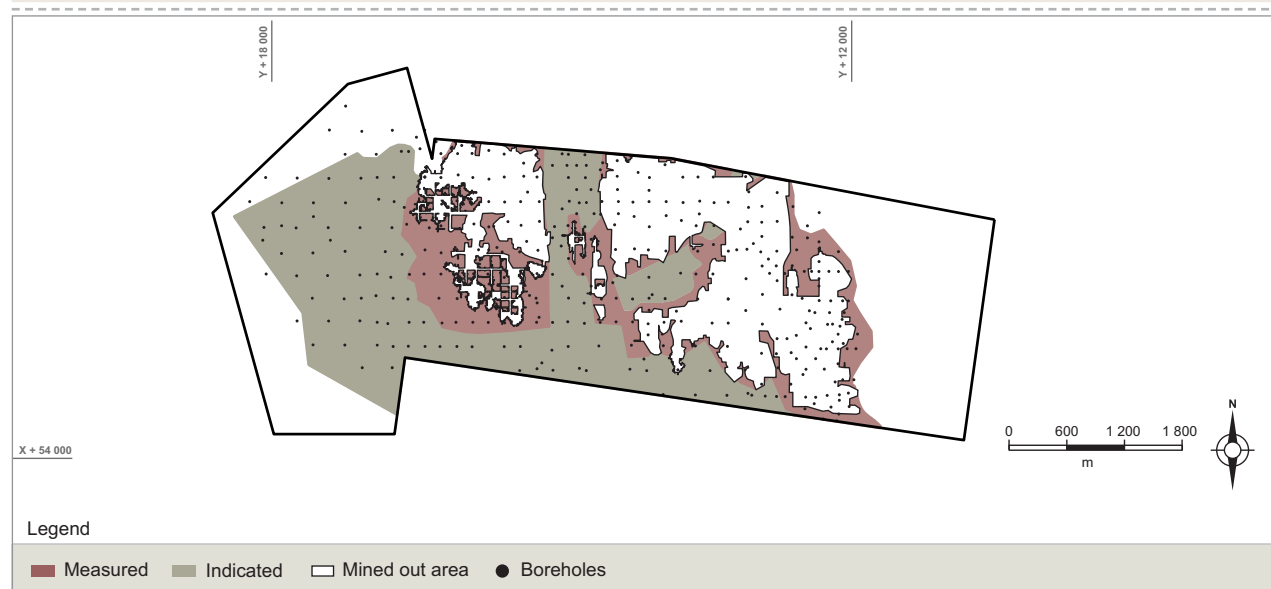 Y + 18 000
Y + 12 000
N
0 600 1 200 1 800
m
X + 54 000
Legend
Measured Indicated Mined out area Boreholes